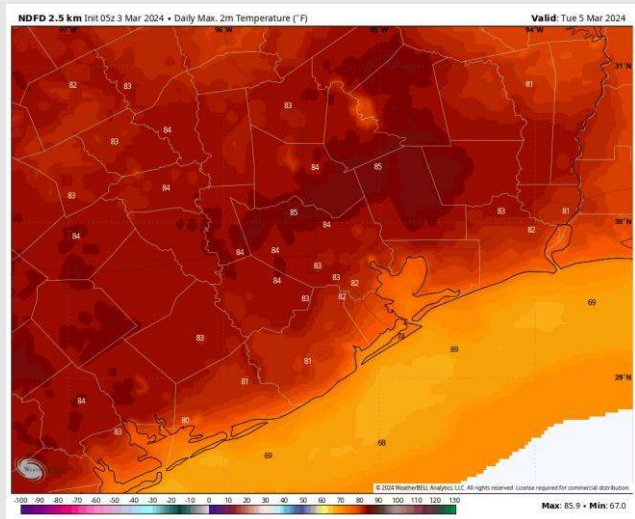 NDFD 2.5 km Init 05z 3 Mar 2024 • Daily Max. 2m Temperature (°F)
Valid: Tue 5 Mar 2024
97°W 96°W 95°W 94°W
31°N
82 83 81
83
83 84
84 85
83 84
85 83 81
84 84 82
30°N
84 84
83
84 83 82
83 82
69
83
69
81
29°N
81
84 80
83
68
69
© 2024 WeatherBELL Analytics, LLC. All rights reserved. License required for commercial distribution.
-100 -90 -80 -70 -60 -50 -40 -30 -20 -10 0 10 20 30 40 50 60 70 80 90 100 110 120 130
Max: 85.9 • Min: 67.0